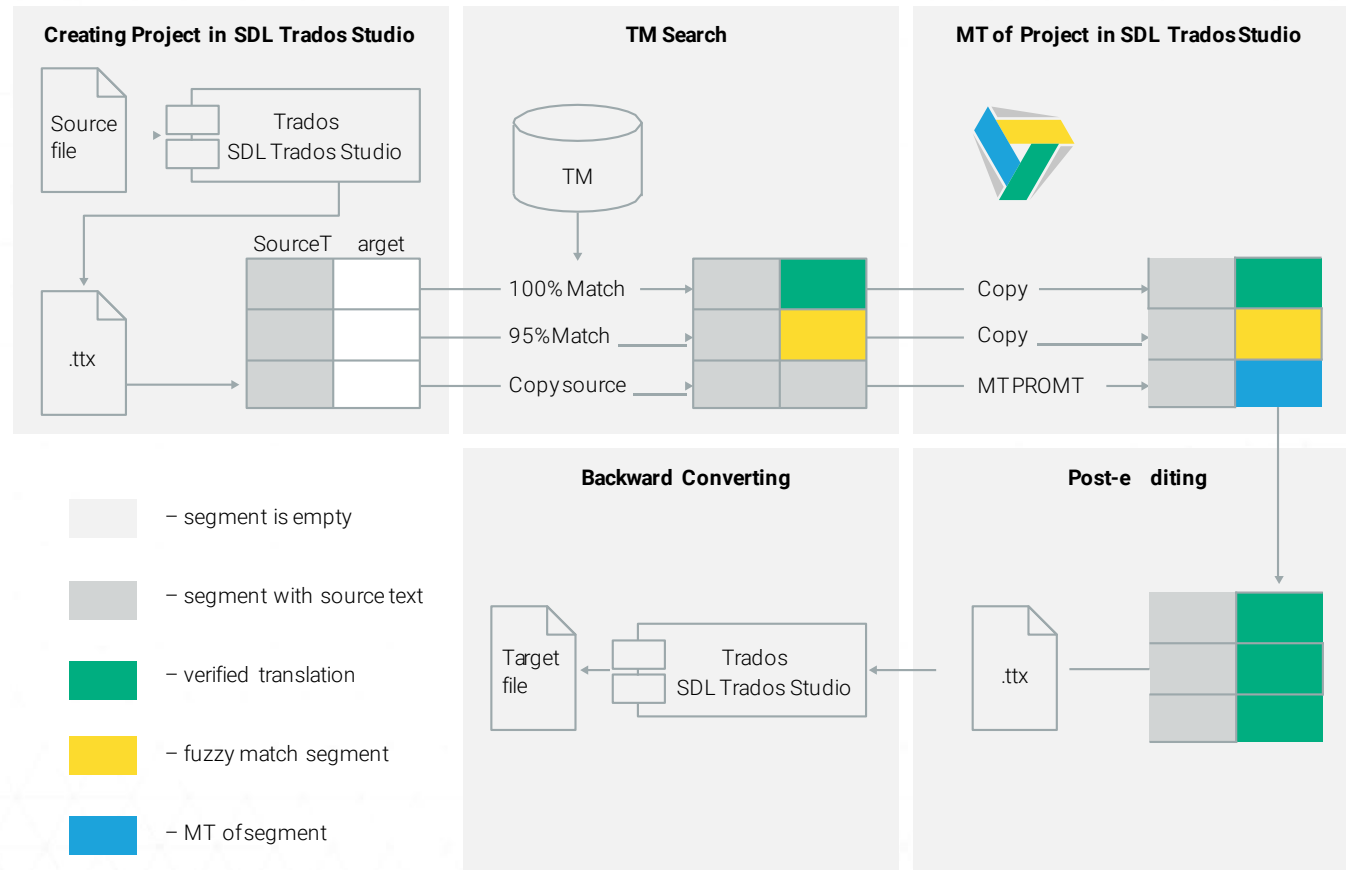 Creating Project in SDL Trados Studio
Source
file
Trados
SDL Trados Studio
SourceT arget
.ttx
TM Search
TM
100% Match
95%Match
Copy source
MT of Project in SDL Trados Studio
Copy
Copy
MT PROMT
– segment is empty
– segment with source text
– verified translation
– fuzzy match segment
– MT of segment
Backward Converting
Target
file
Trados
SDL Trados Studio
Post-e diting
.ttx